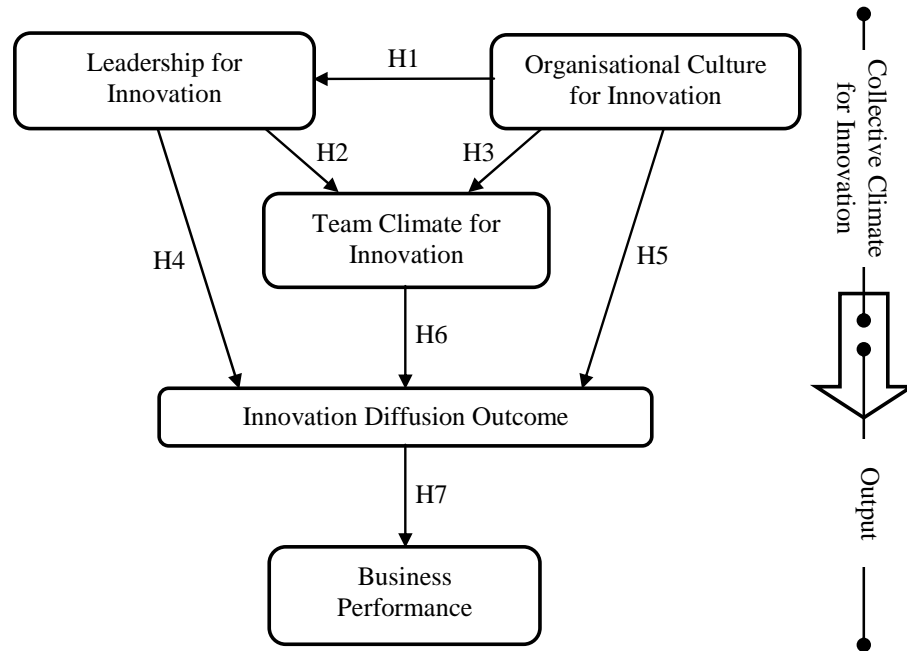 Leadership for
Innovation
H1
Organisational Culture
for Innovation
H2
H3
Team Climate for
Innovation
H4
H5
H6
Innovation Diffusion Outcome
H7
Business
Performance
Collective Climate
for Innovation
Output